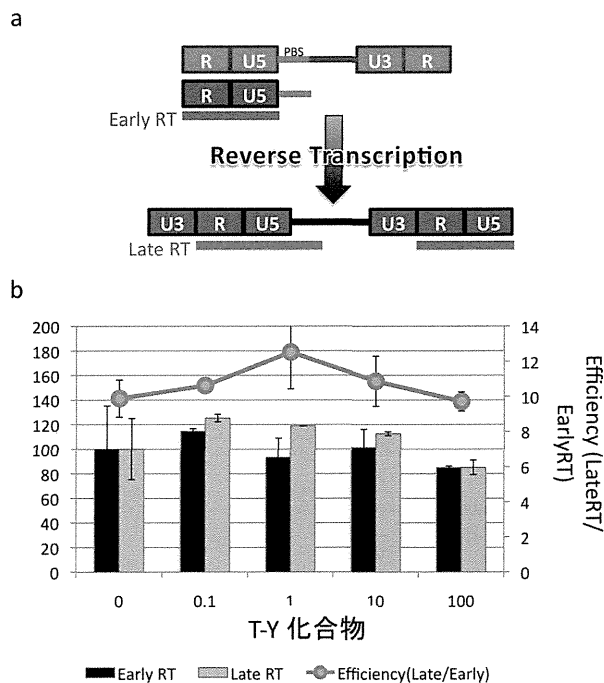 a
R U5 PBS U3 R
R U5
Early RT
Reverse Transcription
U3 R U5 U3 R U5
Late RT
b
200
180
160
140
120
100
80
60
40
20
0
14
12
10
8
6
4
2
0
Efficiency (LateRT/
EarlyRT)
0 0.1 1 10 100
T-Y 化合物
Early RT Late RT Efficiency(Late/Early)